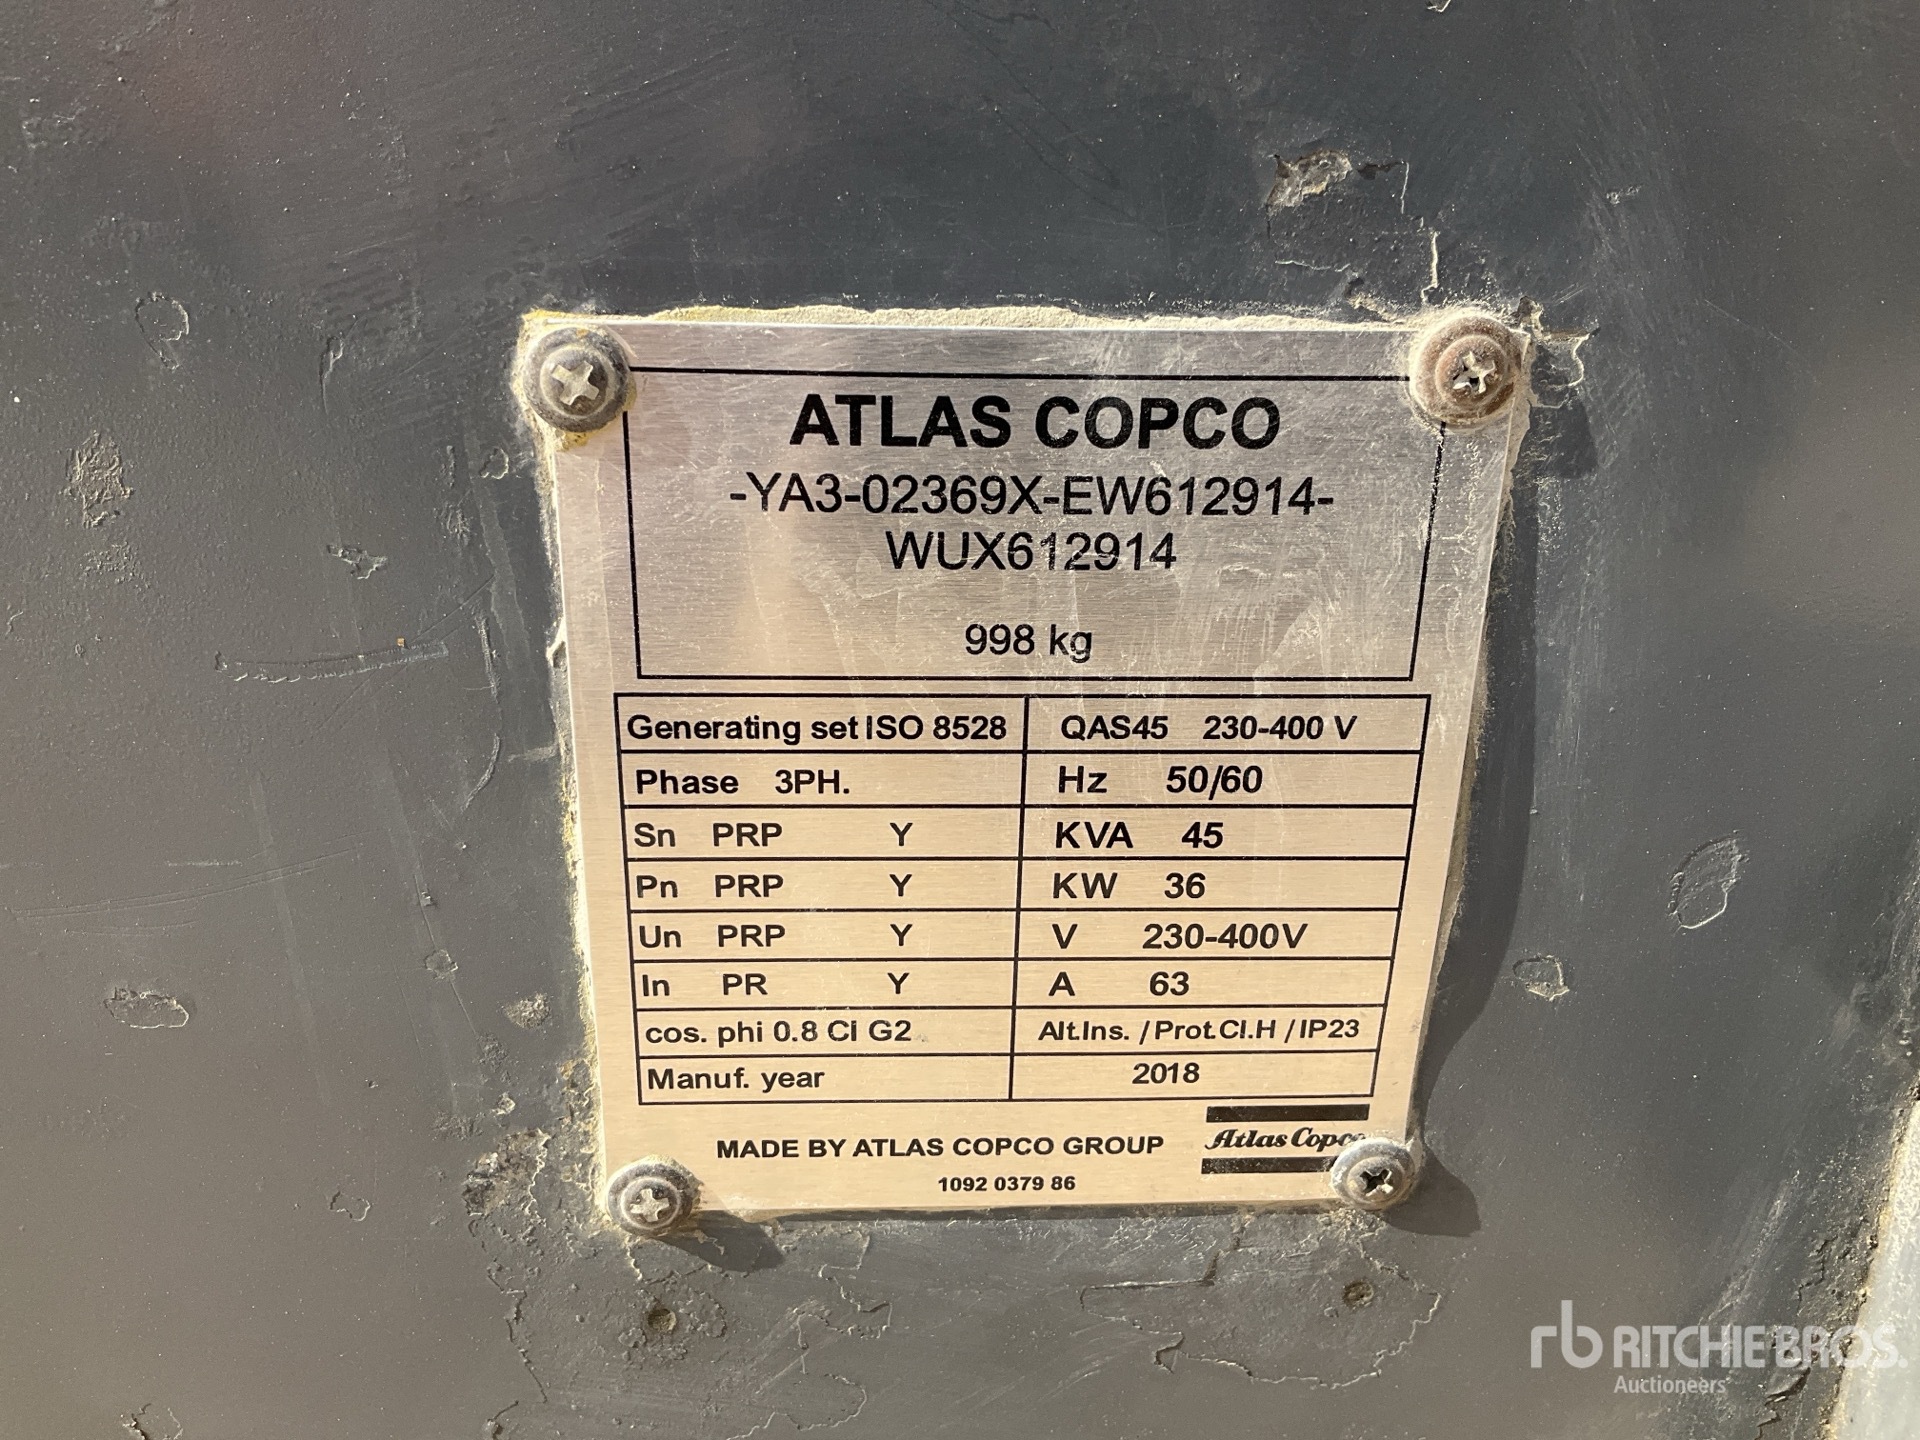 ATLAS COPCO
-YA3-02369X-EW612914-
WUX612914
998 kg
Generating set ISO 8528 QAS45 230-400 V
Phase 3PH. Hz 50/60
Sn PRP Y KVA 45
Pn PRP Y KW 36
Un PRP Y V 230-400V
In PR Y A 63
cos. phi 0.8 Cl G2 Alt.Ins. / Prot.Cl.H / IP23
Manuf. year 2018
MADE BY ATLAS COPCO GROUP Atlas Copco
1092 0379 86
rb RITCHIE BROS.
Auctioneers